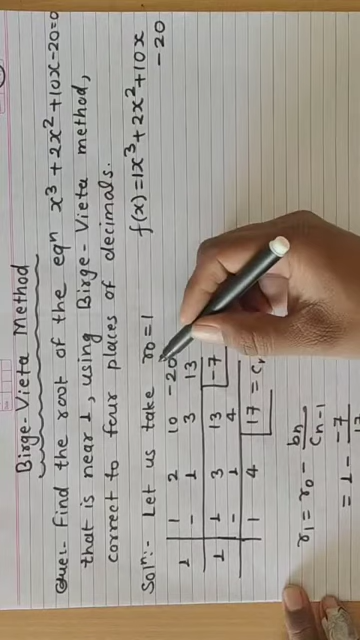 Birge-Vieta Method
Que:- Find the root of the eqn x³ + 2x² + 10x - 20 = 0
that is near 1, using Birge-Vieta method,
correct to four places of decimals.
Solⁿ:- Let us take r0 = 1
f(x) = 1x³ + 2x² + 10x
- 20
1 1 2 10 -20
- 1 3 13
1 1 3 13 -7
- 1 4
1 4 17 = Cn
r1 = r0 - bn / Cn-1
= 1 - -7 / 17